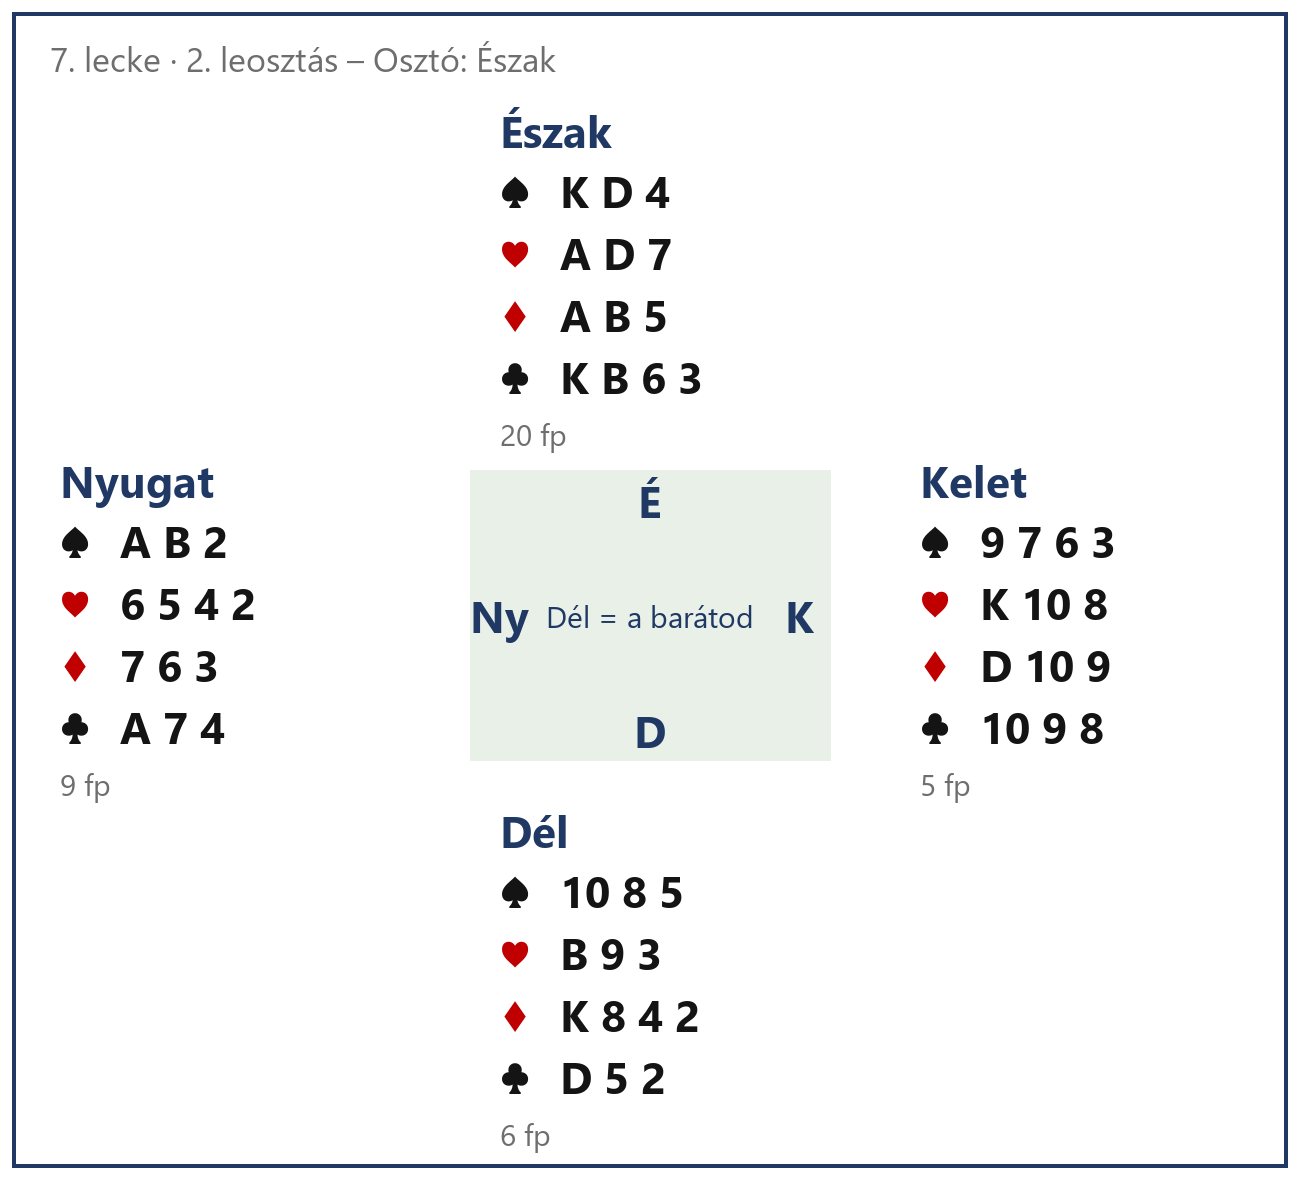 7. lecke · 2. leosztás – Osztó: Észak
Észak
♠ K D 4
♥ A D 7
♦ A B 5
♣ K B 6 3
20 fp
Nyugat
♠ A B 2
♥ 6 5 4 2
♦ 7 6 3
♣ A 7 4
9 fp
É
Ny Dél = a barátod K
D
Kelet
♠ 9 7 6 3
♥ K 10 8
♦ D 10 9
♣ 10 9 8
5 fp
Dél
♠ 10 8 5
♥ B 9 3
♦ K 8 4 2
♣ D 5 2
6 fp